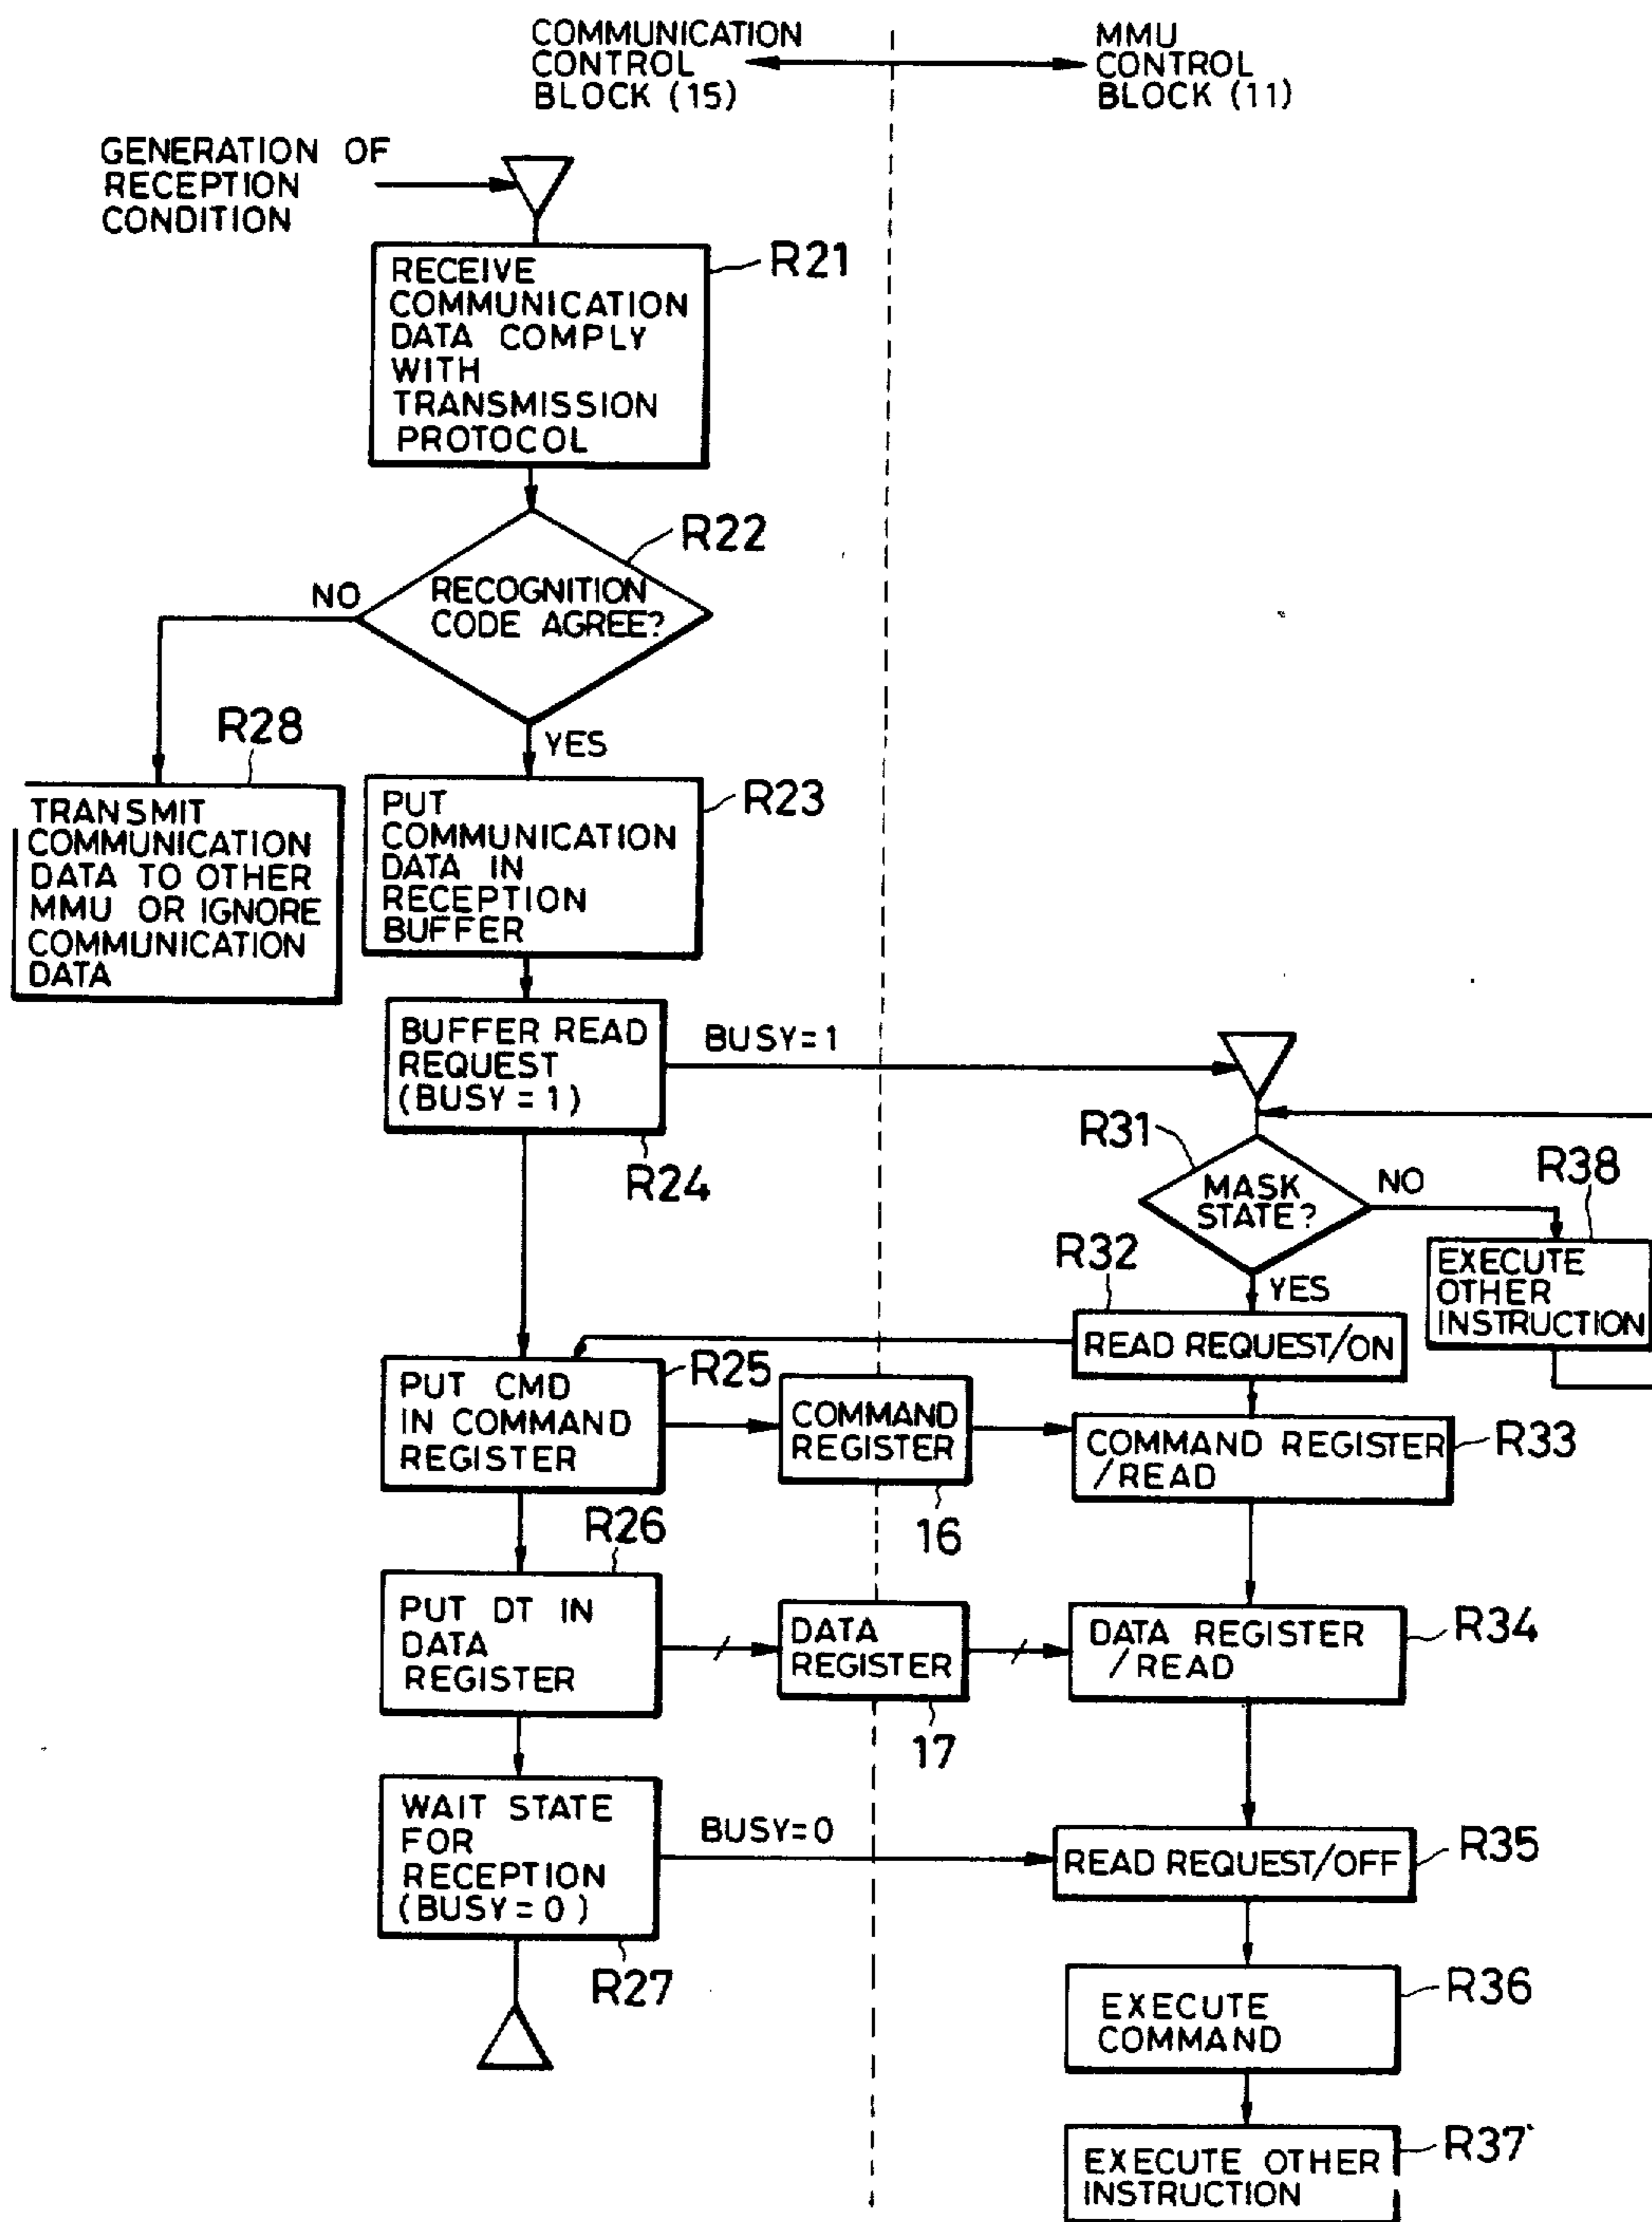 COMMUNICATION
CONTROL
BLOCK (15)
MMU
CONTROL
BLOCK (11)
GENERATION OF
RECEPTION
CONDITION
R21
RECEIVE
COMMUNICATION
DATA COMPLY
WITH
TRANSMISSION
PROTOCOL
R22
NO
RECOGNITION
CODE AGREE?
YES
R28
TRANSMIT
COMMUNICATION
DATA TO OTHER
MMU OR IGNORE
COMMUNICATION
DATA
R23
PUT
COMMUNICATION
DATA IN
RECEPTION
BUFFER
BUFFER READ
REQUEST
(BUSY = 1)
BUSY=1
R24
R31
MASK
STATE?
NO
R38
EXECUTE
OTHER
INSTRUCTION
YES
R32
READ REQUEST/ON
R25
PUT CMD
IN COMMAND
REGISTER
COMMAND
REGISTER
16
COMMAND REGISTER
/READ
R33
R26
PUT DT IN
DATA
REGISTER
DATA
REGISTER
17
DATA REGISTER
/READ
R34
WAIT STATE
FOR
RECEPTION
(BUSY = 0)
BUSY=0
R27
READ REQUEST/OFF
R35
EXECUTE
COMMAND
R36
EXECUTE OTHER
INSTRUCTION
R37